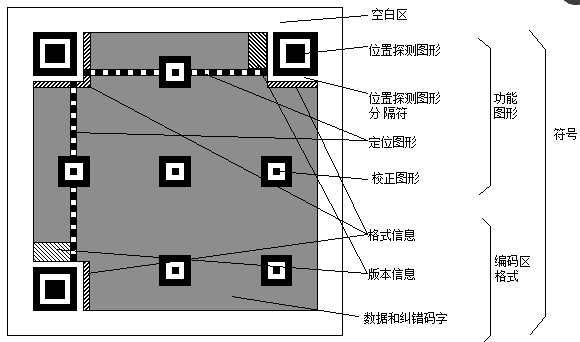 空白区
位置探测图形
位置探测图形
分隔符
定位图形
校正图形
格式信息
版本信息
数据和纠错码字
功能
图形
编码区
格式
符号